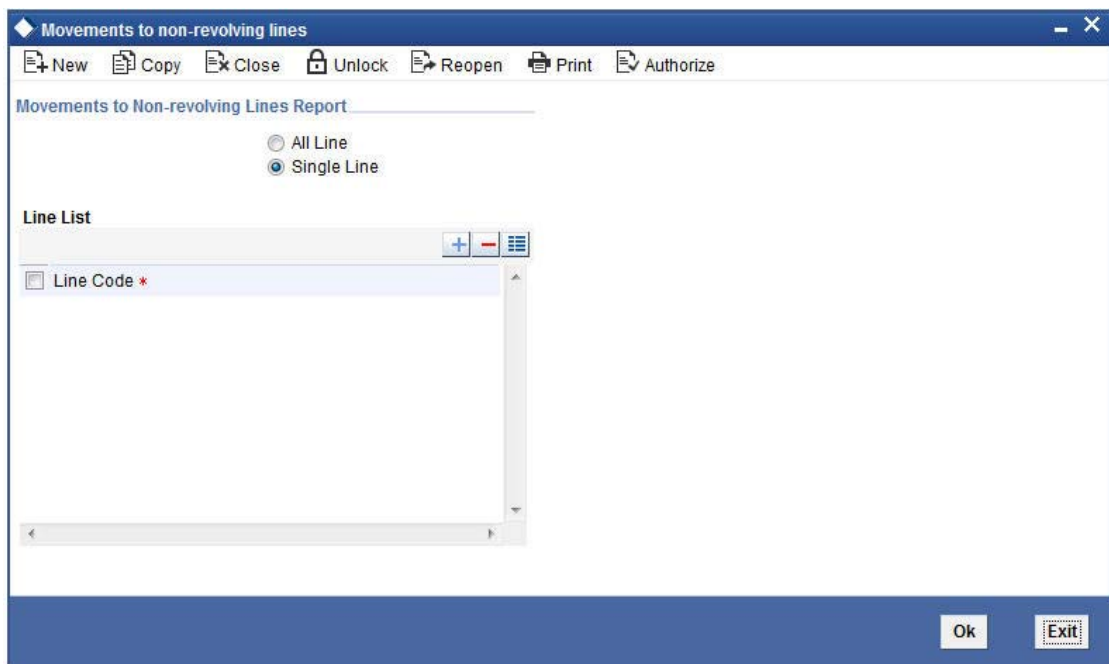 Movements to non-revolving lines
New Copy Close Unlock Reopen Print Authorize
Movements to Non-revolving Lines Report
All Line
Single Line
Line List
Line Code *
Ok Exit